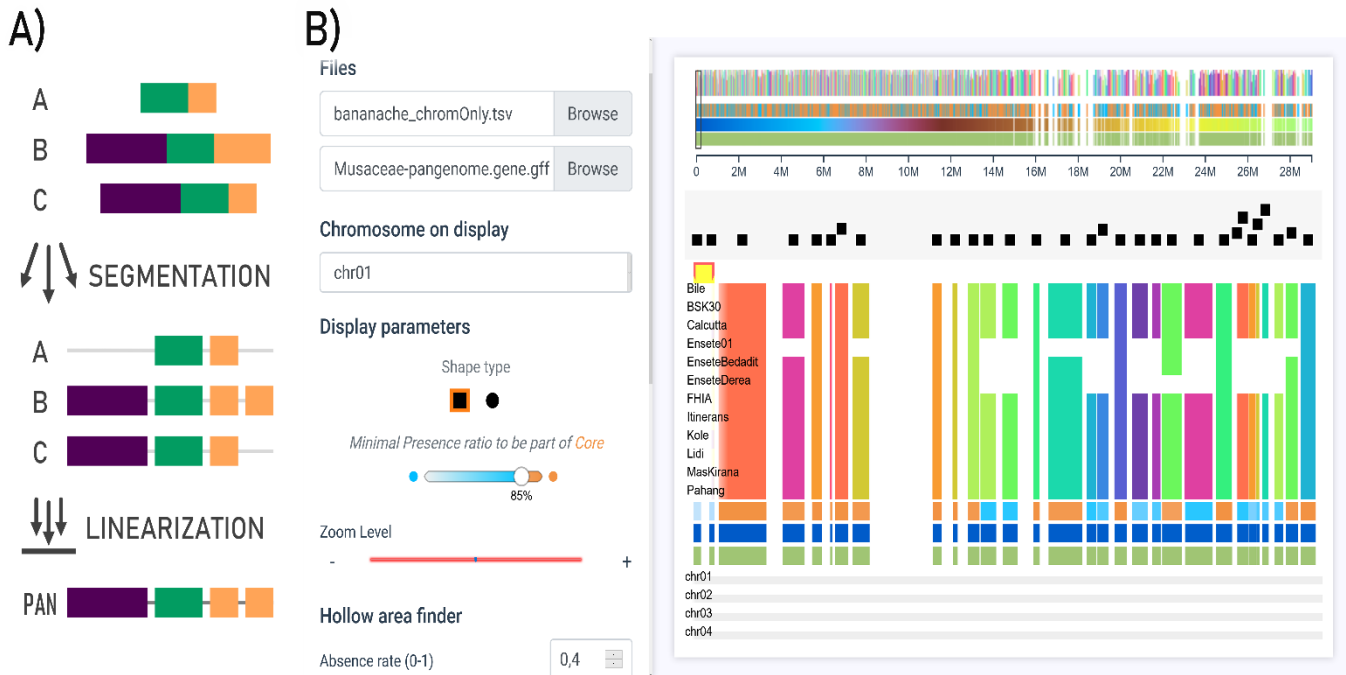 A)
A
B
C
SEGMENTATION
A
B
C
LINEARIZATION
PAN
B)
Files
bananache_chromOnly.tsv Browse
Musaceae-pangenome.gene.gff Browse
Chromosome on display
chr01
Display parameters
Shape type
Minimal Presence ratio to be part of Core
85%
Zoom Level
- +
Hollow area finder
Absence rate (0-1) 0,4
0 2M 4M 6M 8M 10M 12M 14M 16M 18M 20M 22M 24M 26M 28M
Bile
BSK30
Calcutta
Ensete01
EnseteBedadit
EnseteDerea
FHIA
Itinerans
Kole
Lidi
MasKirana
Pahang
chr01
chr02
chr03
chr04